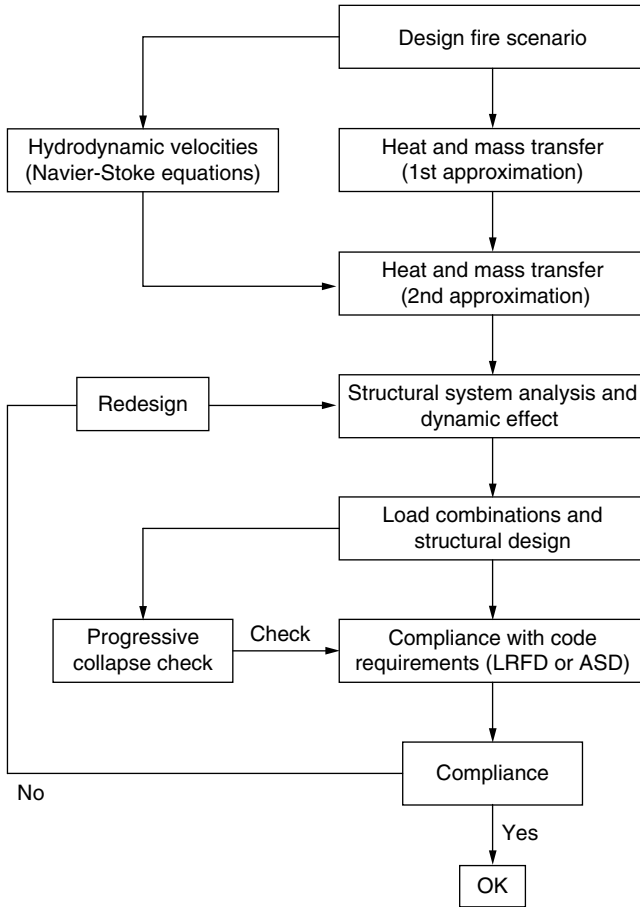 Design fire scenario
Hydrodynamic velocities
(Navier-Stoke equations)
Heat and mass transfer
(1st approximation)
Heat and mass transfer
(2nd approximation)
Redesign
Structural system analysis and
dynamic effect
Load combinations and
structural design
Progressive
collapse check
Check
Compliance with code
requirements (LRFD or ASD)
Compliance
No
Yes
OK